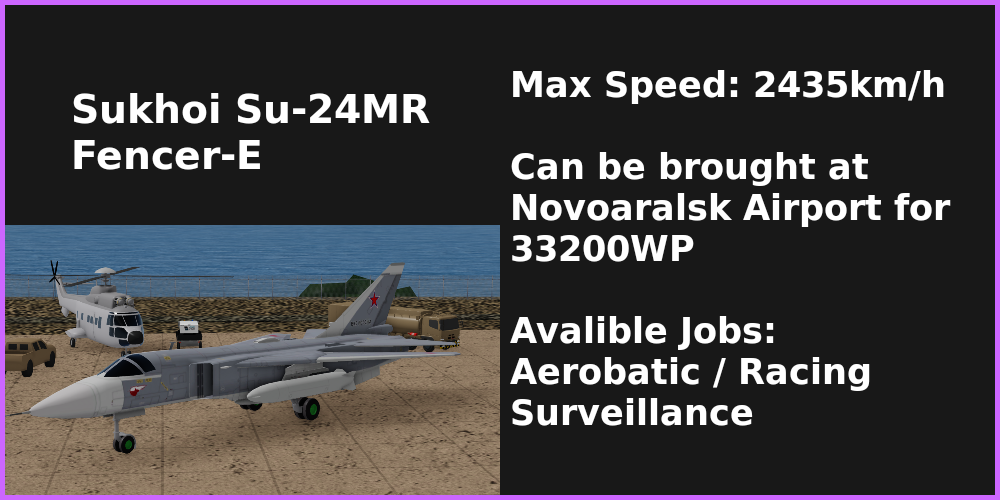 Sukhoi Su-24MR
Fencer-E
Max Speed: 2435km/h
Can be brought at
Novoaralsk Airport for
33200WP
Avalible Jobs:
Aerobatic / Racing
Surveillance